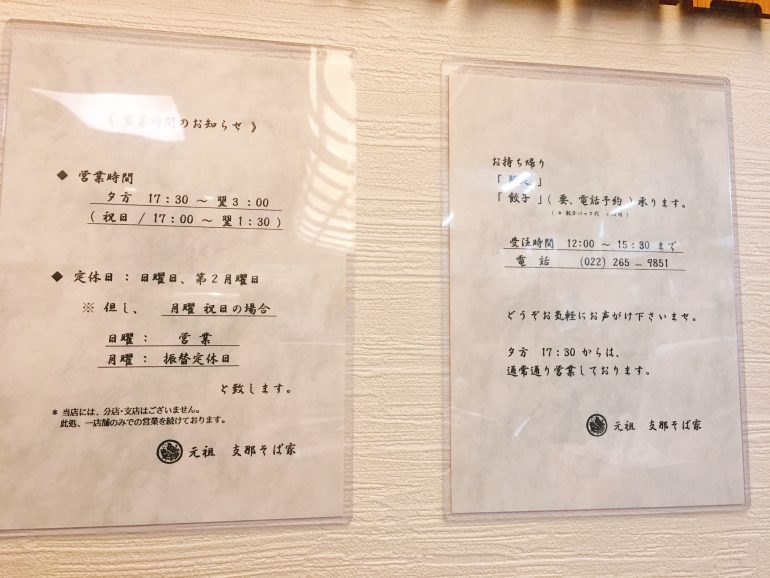 《 営業時間のお知らせ 》
◆ 営業時間
夕方 17:30 ～ 翌3:00
( 祝日 / 17:00 ～ 翌1:30 )
◆ 定休日 : 日曜日、第2月曜日
※ 但し、 月曜 祝日の場合
日曜 : 営業
月曜 : 振替定休日
と致します。
* 当店には、分店・支店はございません。
此処、一店舗のみでの営業を続けております。
元祖 支那そば家
お持ち帰り
「餃子」( 要、電話予約 ) 承ります。
( * 餃子パック代
受注時間 12:00 ～ 15:30 まで
電話 (022) 265 – 9851
どうぞお気軽にお声がけ下さいませ。
夕方 17:30 からは、
通常通り営業しております。
元祖 支那そば家